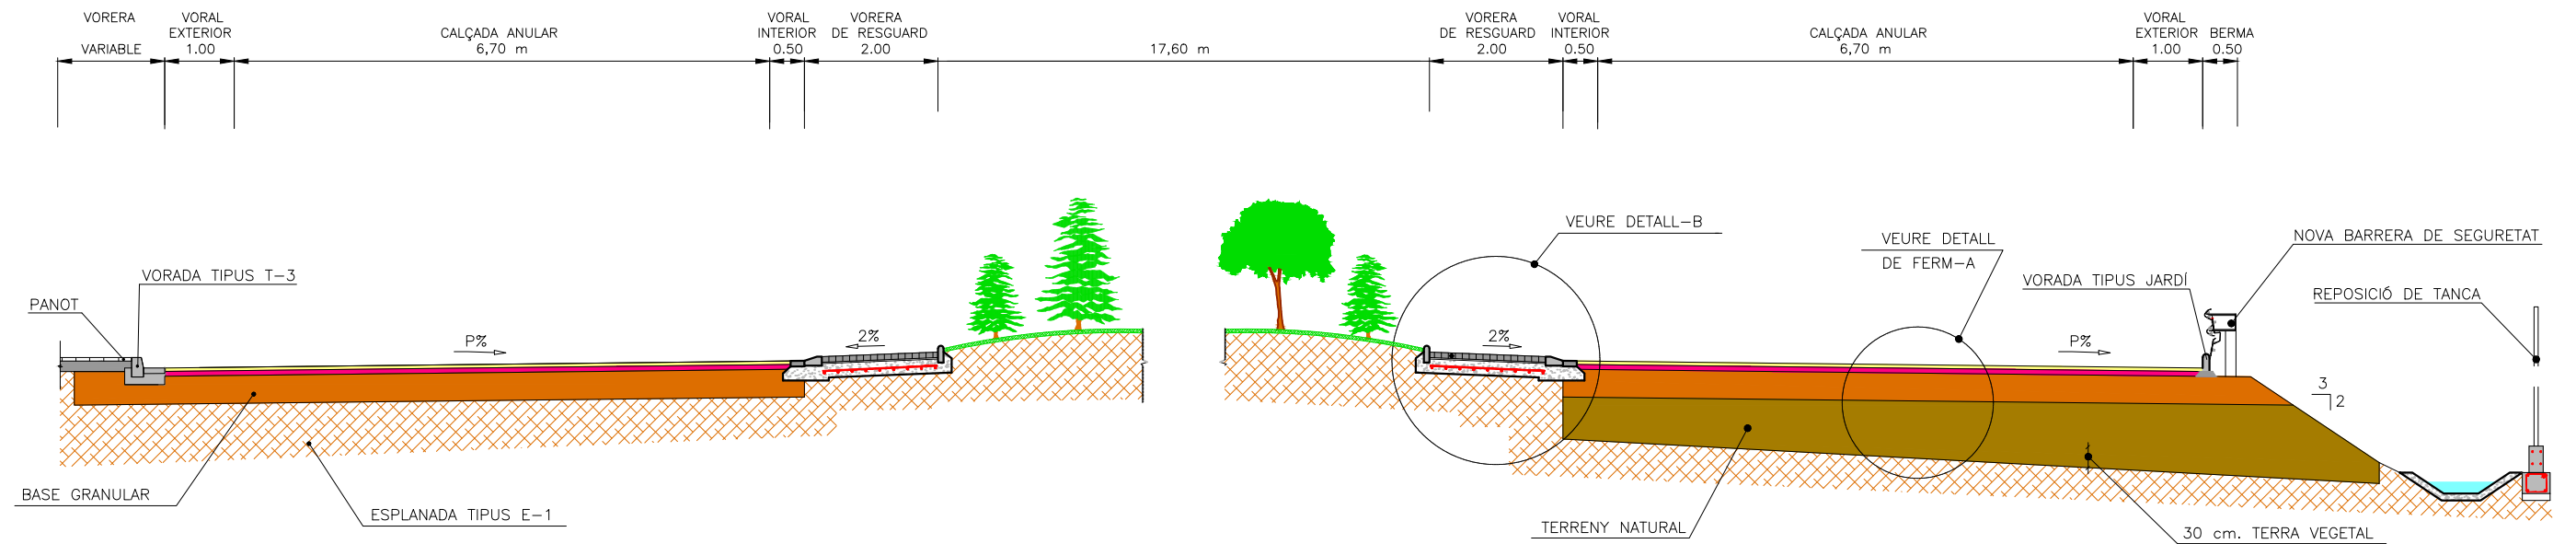 VORERA
VARIABLE
VORAL
EXTERIOR
1.00
CALÇADA ANULAR
6,70 m
VORAL
INTERIOR
0.50
VORERA
DE RESGUARD
2.00
17,60 m
VORERA
DE RESGUARD
2.00
VORAL
INTERIOR
0.50
CALÇADA ANULAR
6,70 m
VORAL
EXTERIOR
1.00
BERMA
0.50
VEURE DETALL-B
VEURE DETALL
DE FERM-A
NOVA BARRERA DE SEGURETAT
VORADA TIPUS T-3
VORADA TIPUS JARDÍ
REPOSICIÓ DE TANCA
PANOT
P%
2%
2%
P%
3
2
BASE GRANULAR
ESPLANADA TIPUS E-1
TERRENY NATURAL
30 cm. TERRA VEGETAL